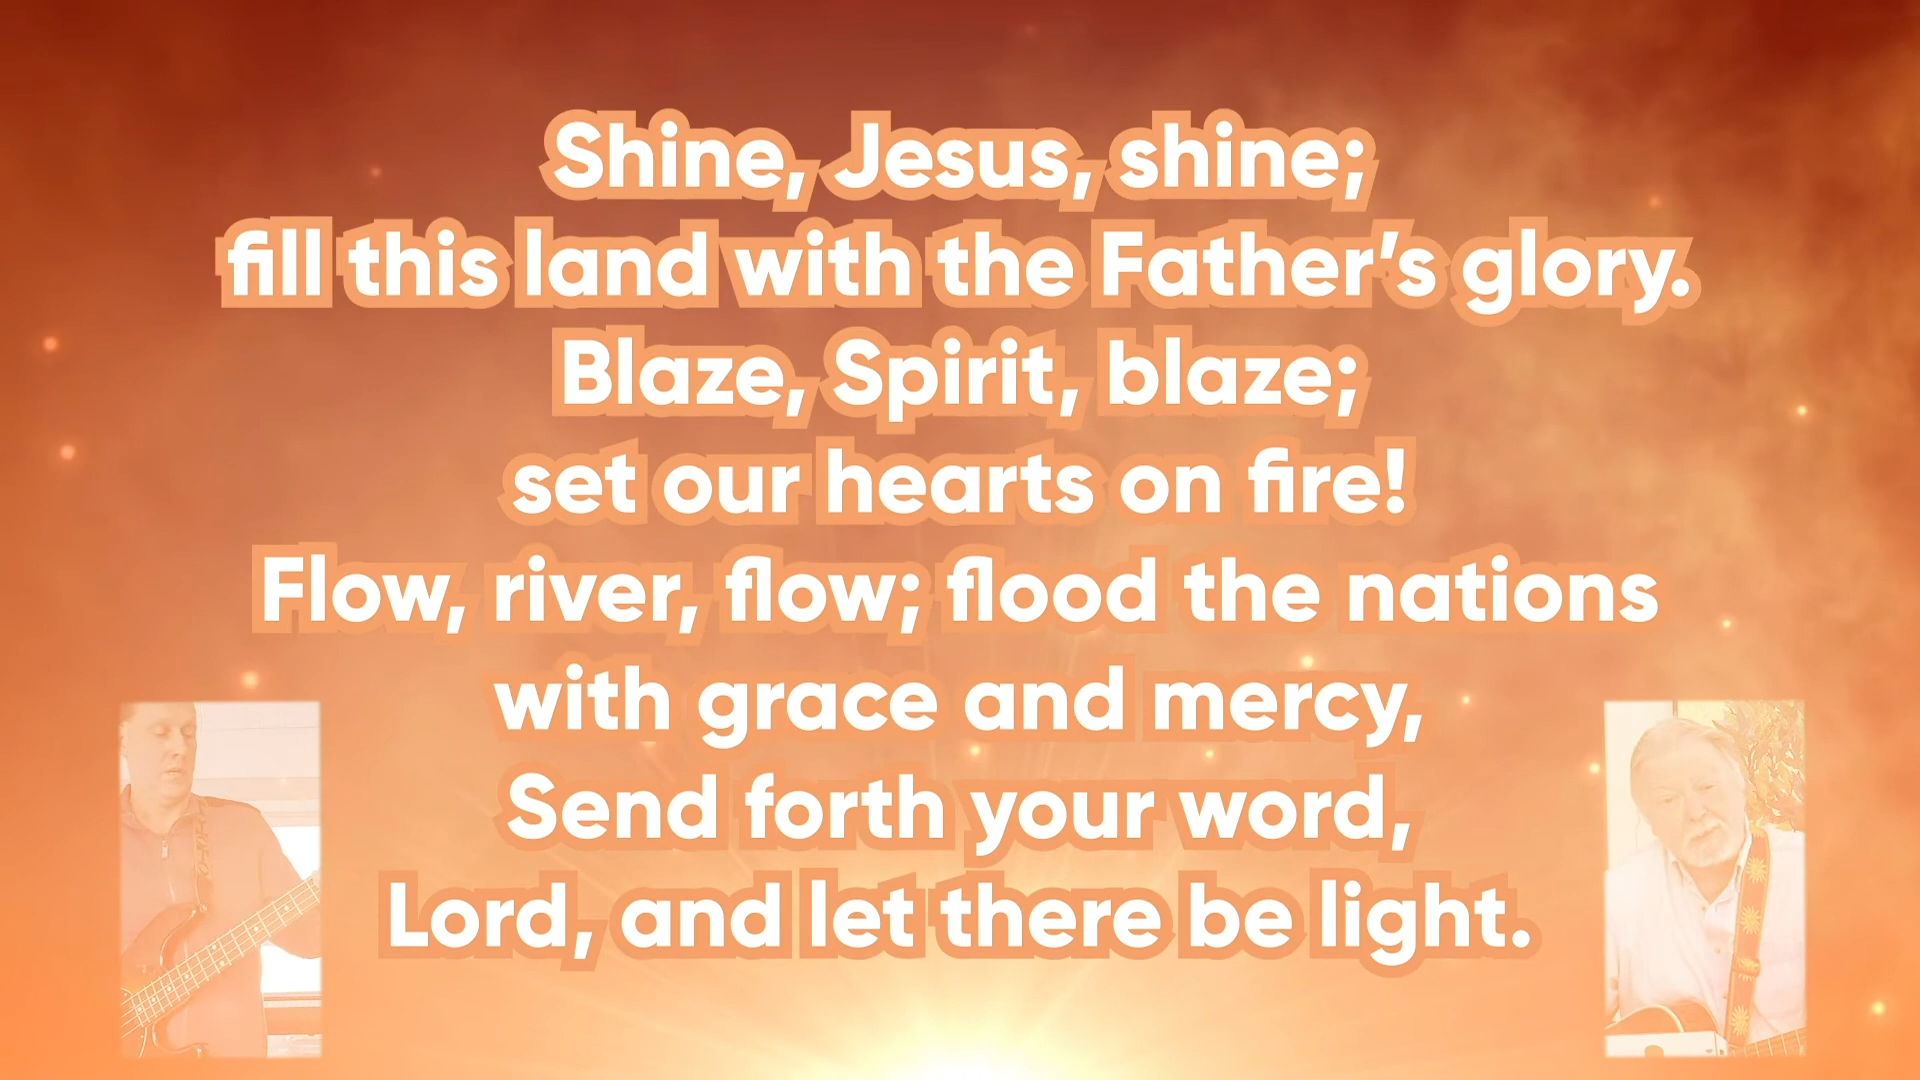 Shine, Jesus, shine;
fill this land with the Father’s glory.
Blaze, Spirit, blaze;
set our hearts on fire!
Flow, river, flow; flood the nations
with grace and mercy,
Send forth your word,
Lord, and let there be light.